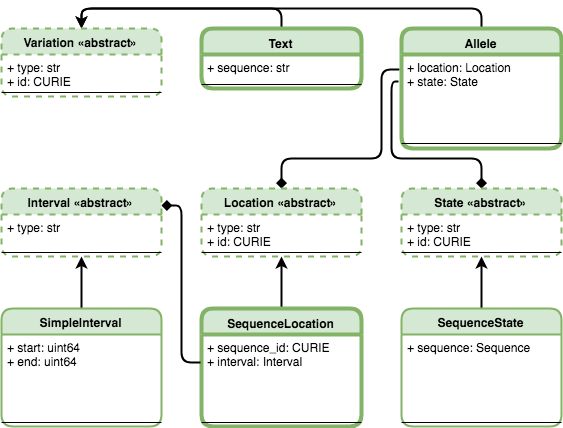 Variation «abstract»
+ type: str
+ id: CURIE
Text
+ sequence: str
Allele
+ location: Location
+ state: State
Interval «abstract»
+ type: str
Location «abstract»
+ type: str
+ id: CURIE
State «abstract»
+ type: str
+ id: CURIE
SimpleInterval
+ start: uint64
+ end: uint64
SequenceLocation
+ sequence_id: CURIE
+ interval: Interval
SequenceState
+ sequence: Sequence